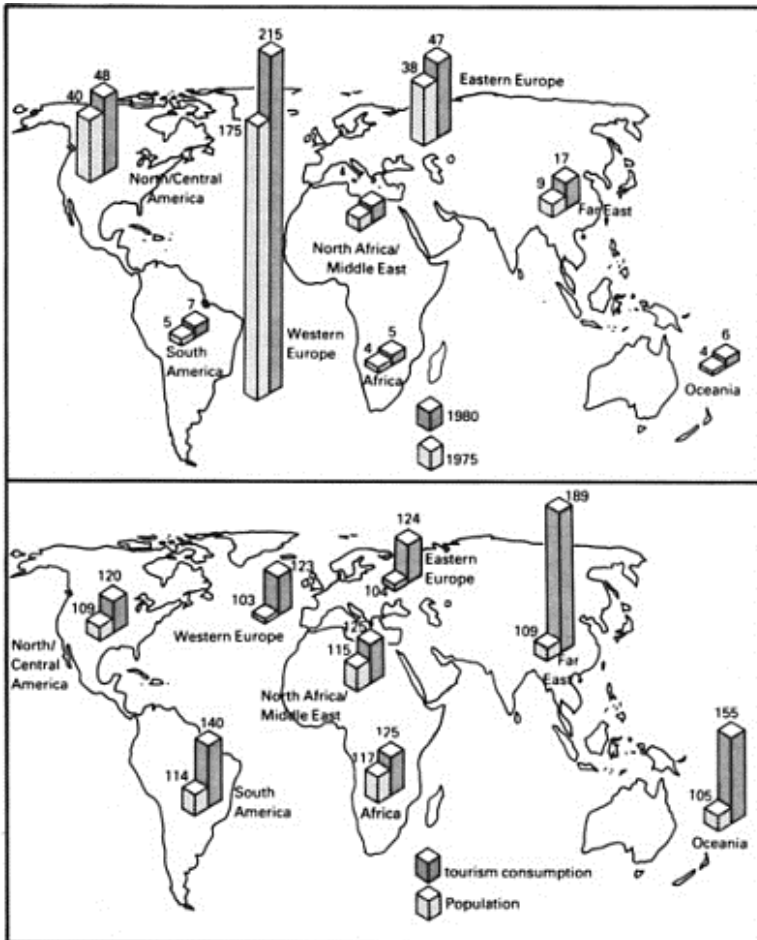 215
47
48
38
Eastern Europe
40
175
17
4
9
North/Central
America
Far East
North Africa/
Middle East
7
5
5
6
4
4
South
America
Western
Europe
Africa
Oceania
1980
1975
189
124
Eastern
Europe
123
120
104
103
109
Western Europe
125
109
115
North/
Central
America
Far
East
North Africa/
Middle East
155
140
125
117
114
105
South
America
Africa
Oceania
tourism consumption
Population